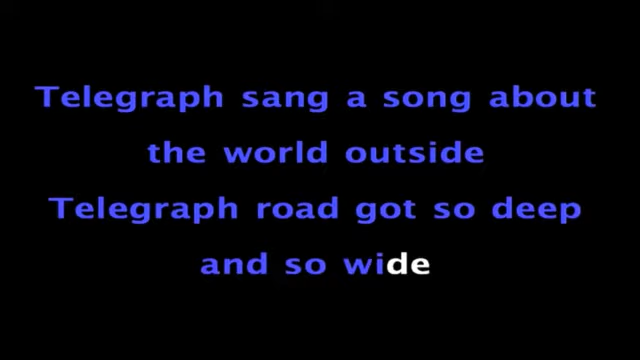 Telegraph sang a song about
the world outside
Telegraph road got so deep
and so wide